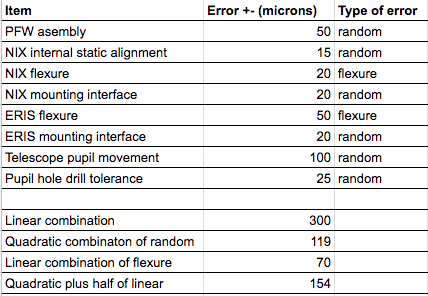 Item Error +- (microns) Type of error
PFW asembly 50 random
NIX internal static alignment 15 random
NIX flexure 20 flexure
NIX mounting interface 20 random
ERIS flexure 50 flexure
ERIS mounting interface 20 random
Telescope pupil movement 100 random
Pupil hole drill tolerance 25 random
Linear combination 300
Quadratic combinaton of random 119
Linear combination of flexure 70
Quadratic plus half of linear 154